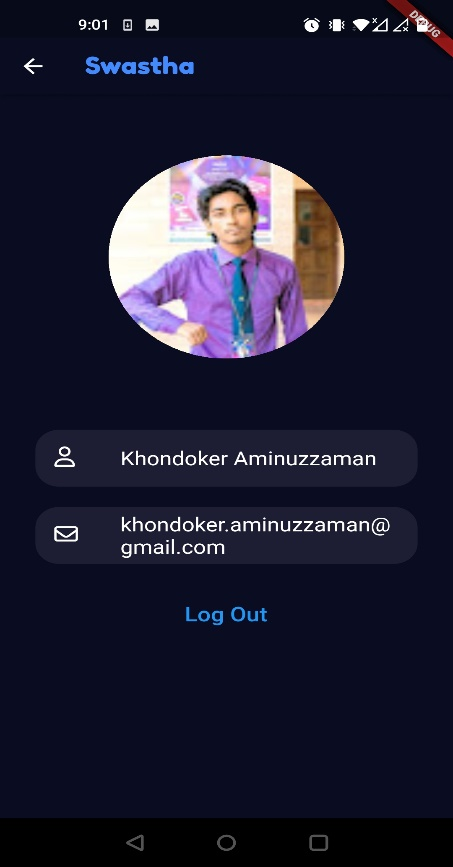 9:01
DEBUG
Swastha
Khondoker Aminuzzaman
khondoker.aminuzzaman@
gmail.com
Log Out